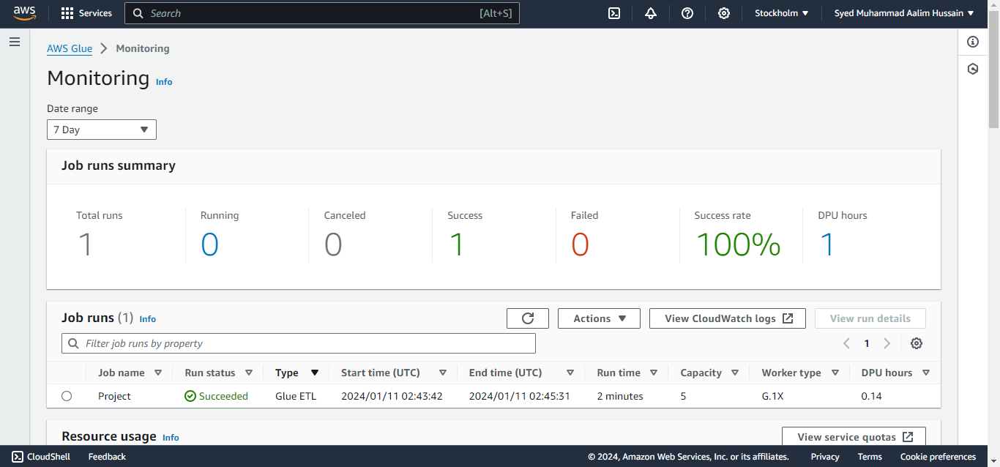 aws Services Search [Alt+S] Stockholm Syed Muhammad Aalim Hussain
AWS Glue Monitoring
Monitoring Info
Date range
7 Day
Job runs summary
Total runs Running Canceled Success Failed Success rate DPU hours
1 0 0 1 0 100% 1
Job runs (1) Info Actions View CloudWatch logs View run details
Filter job runs by property 1
Job name Run status Type Start time (UTC) End time (UTC) Run time Capacity Worker type DPU hours
Project Succeeded Glue ETL 2024/01/11 02:43:42 2024/01/11 02:45:31 2 minutes 5 G.1X 0.14
Resource usage Info View service quotas
CloudShell Feedback © 2024, Amazon Web Services, Inc. or its affiliates. Privacy Terms Cookie preferences